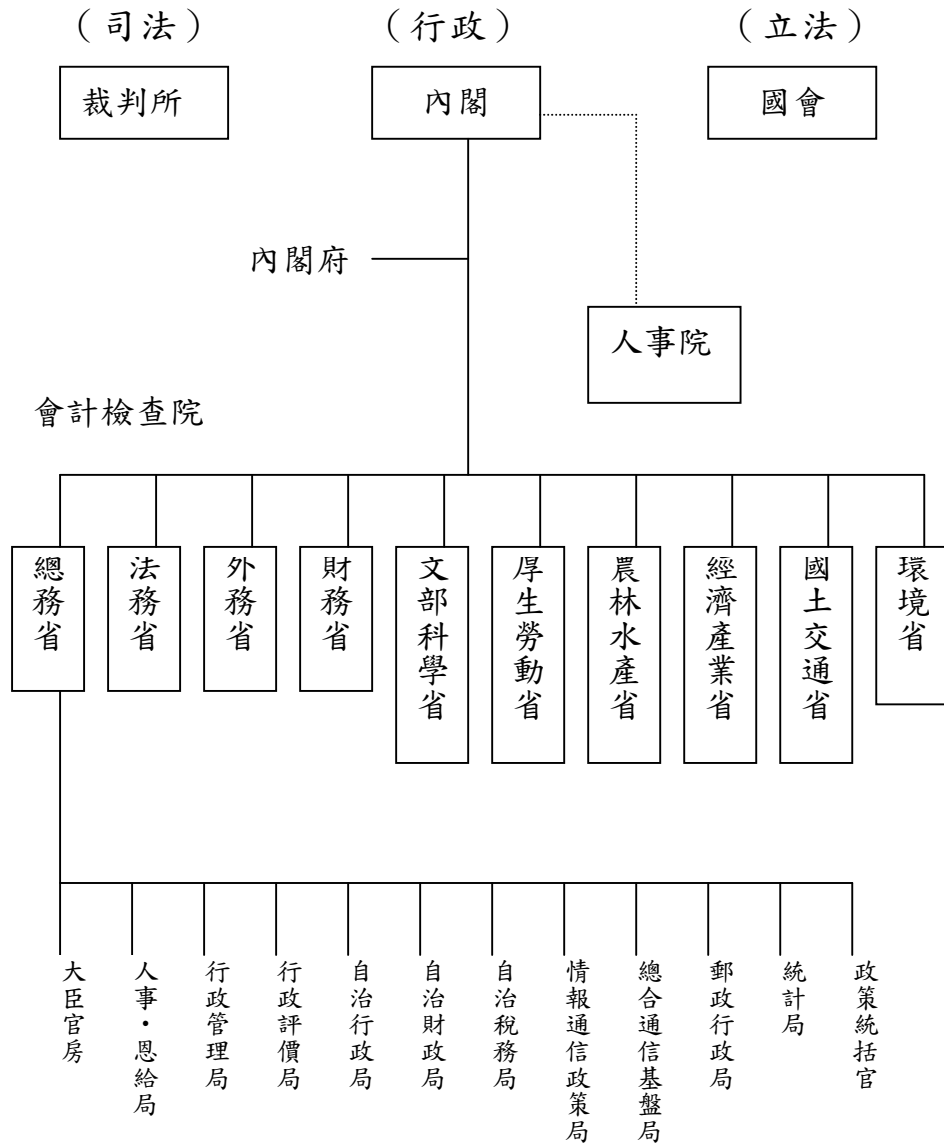 （司法）
（行政）
（立法）
裁判所
內閣
國會
內閣府
人事院
會計檢查院
總務省
法務省
外務省
財務省
文部科學省
厚生勞動省
農林水產省
經濟產業省
國土交通省
環境省
大臣官房
人事・恩給局
行政管理局
行政評價局
自治行政局
自治財政局
自治稅務局
情報通信政策局
總合通信基盤局
郵政行政局
統計局
政策統括官